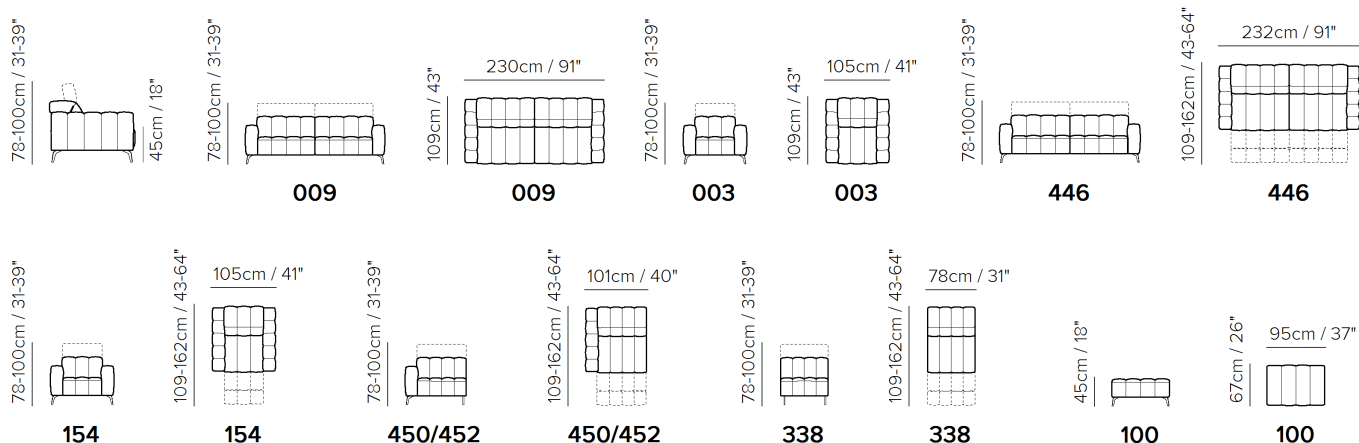 78-100cm / 31-39"
45cm / 18"
78-100cm / 31-39"
009
109cm / 43"
230cm / 91"
009
78-100cm / 31-39"
003
109cm / 43"
105cm / 41"
003
78-100cm / 31-39"
446
109-162cm / 43-64"
232cm / 91"
446
78-100cm / 31-39"
154
109-162cm / 43-64"
105cm / 41"
154
78-100cm / 31-39"
450/452
109-162cm / 43-64"
101cm / 40"
450/452
78-100cm / 31-39"
338
109-162cm / 43-64"
78cm / 31"
338
45cm / 18"
100
67cm / 26"
95cm / 37"
100